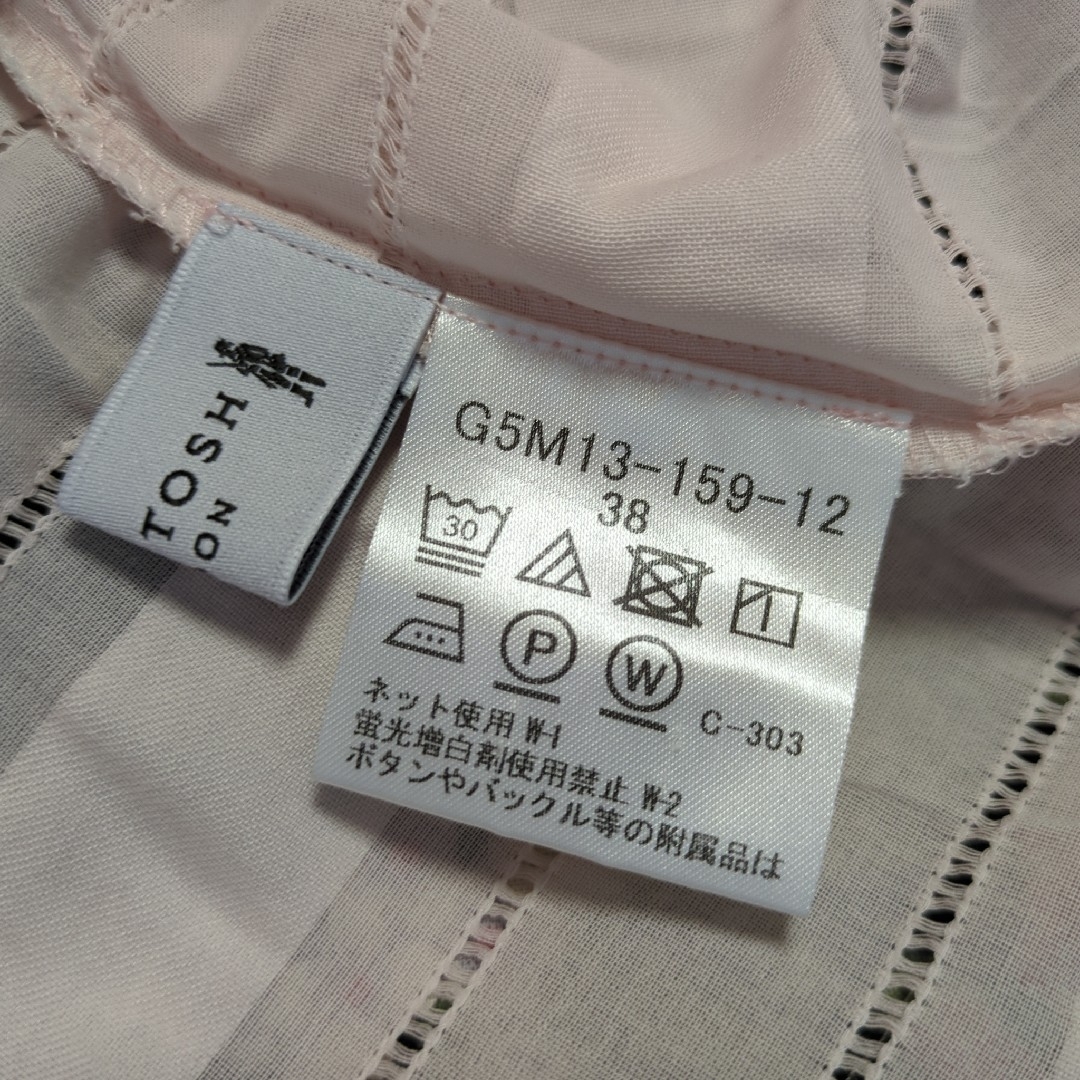 TOSH
ON
G5M13-159-12
38
30
P
W
C-303
ネット使用 W-1
蛍光増白剤使用禁止 W-2
ボタンやバックル等の附属品は